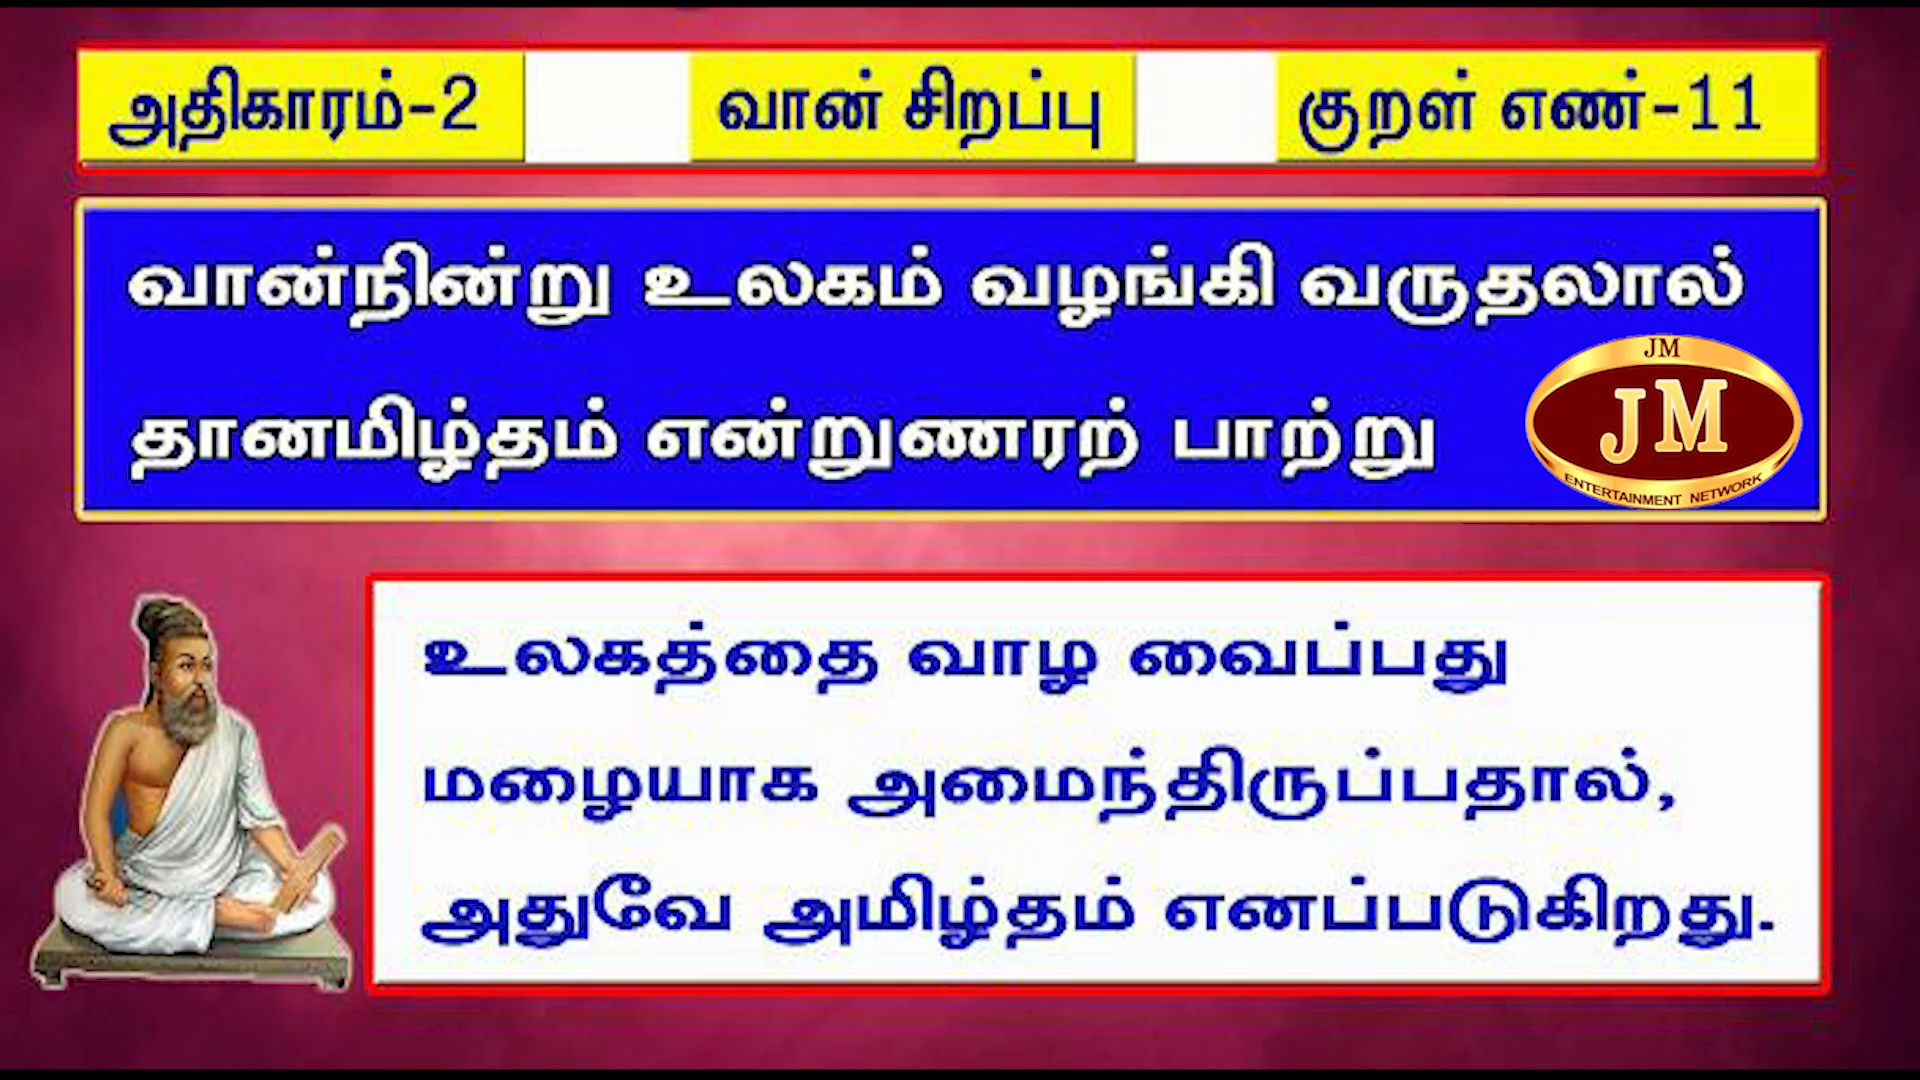 அதிகாரம்-2 வான் சிறப்பு குறள் எண்-11
வான்நின்று உலகம் வழங்கி வருதலால்
தானமிழ்தம் என்றுணரற் பாற்று
JM
JM
ENTERTAINMENT NETWORK
உலகத்தை வாழ வைப்பது
மழையாக அமைந்திருப்பதால்,
அதுவே அமிழ்தம் எனப்படுகிறது.